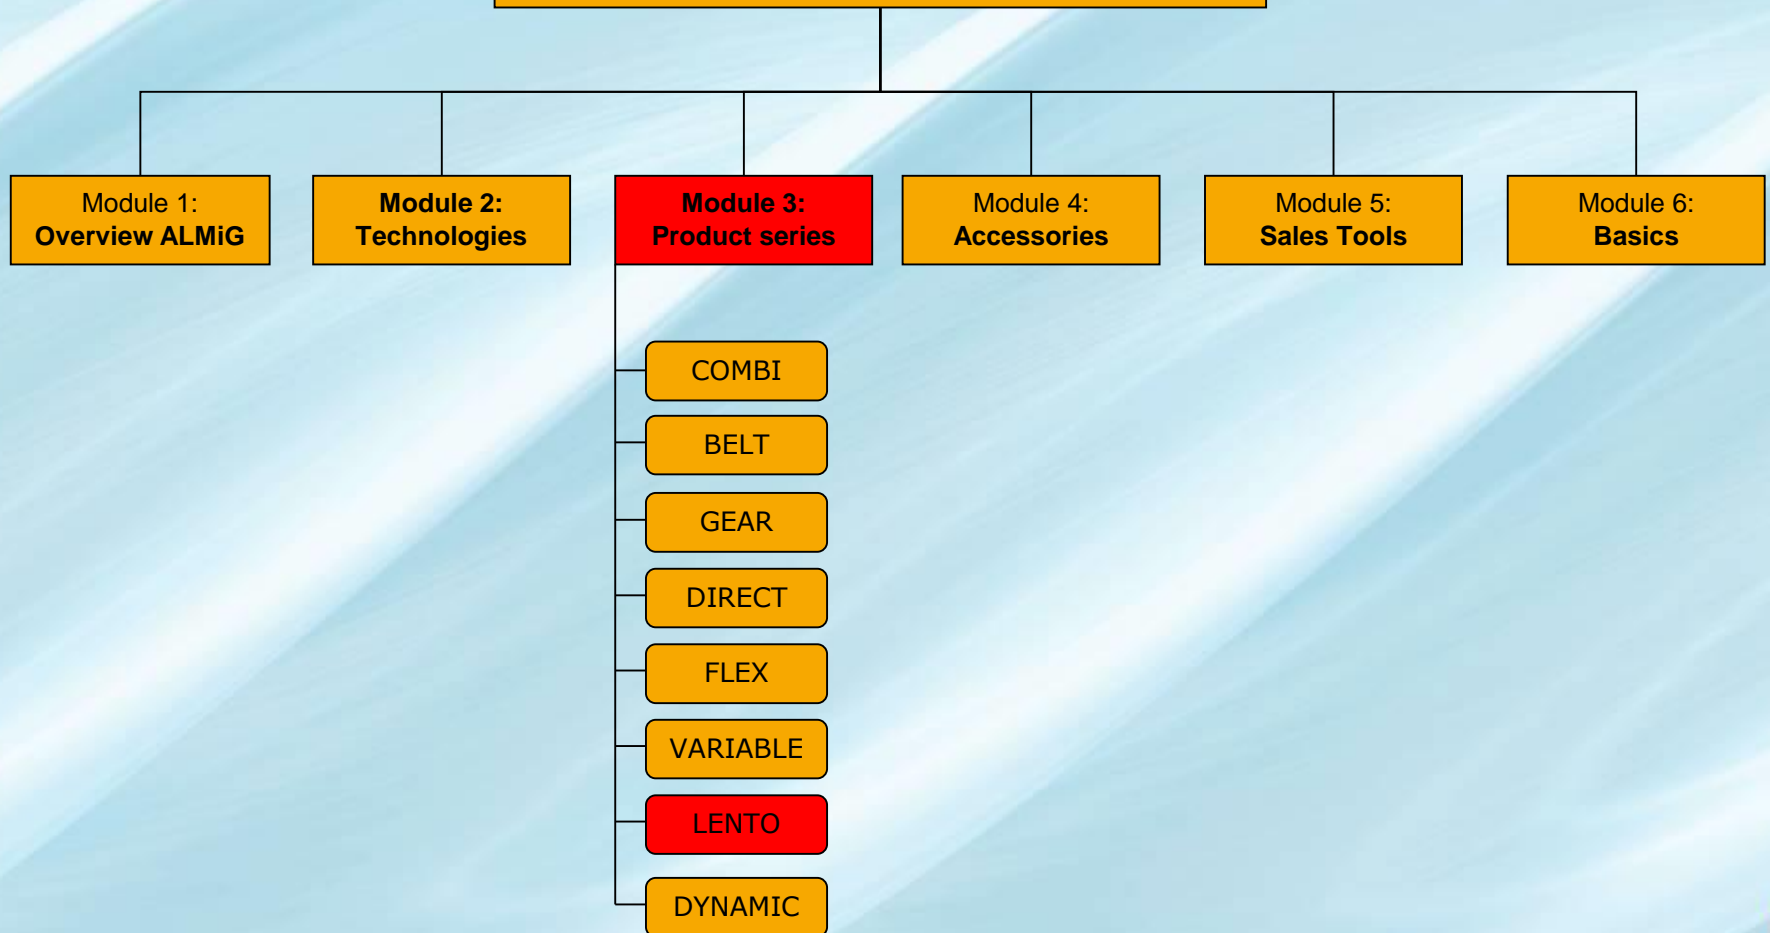 Module 1:
Overview ALMiG
Module 2:
Technologies
Module 3:
Product series
Module 4:
Accessories
Module 5:
Sales Tools
Module 6:
Basics
COMBI
BELT
GEAR
DIRECT
FLEX
VARIABLE
LENTO
DYNAMIC